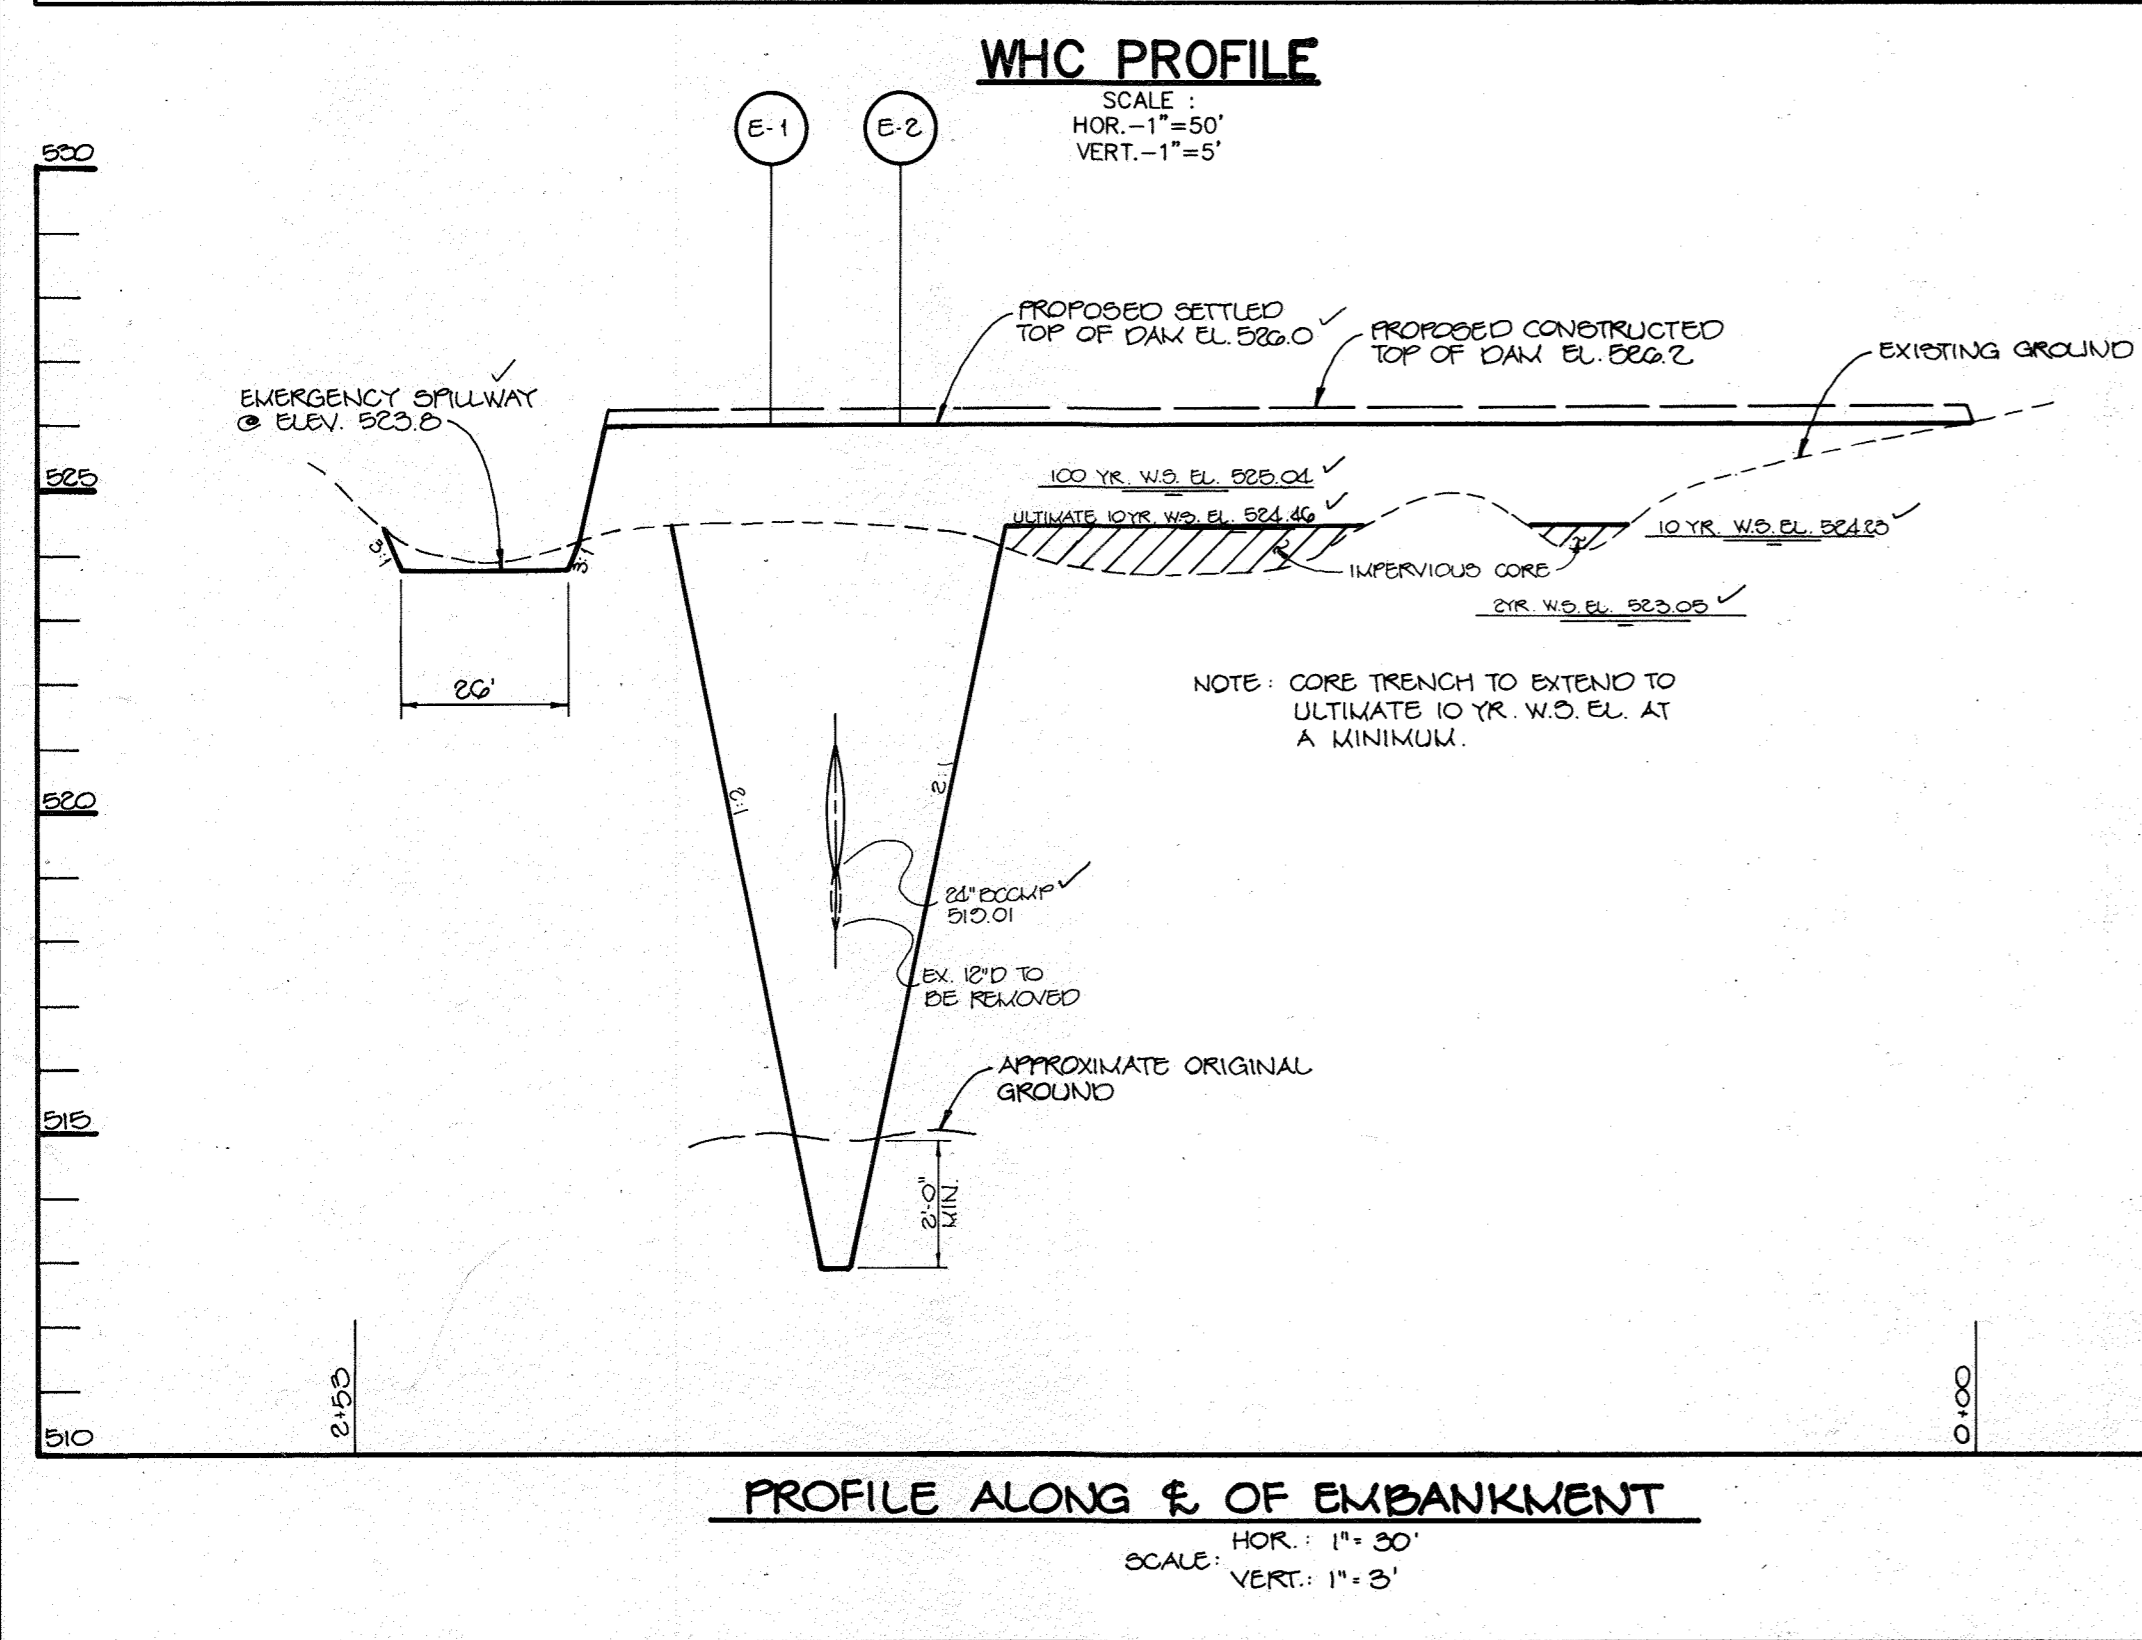 WHC PROFILE
SCALE :
HOR.-1"=50'
VERT.-1"=5'
E-1
E-2
530
525
520
515
510
PROPOSED SETTLED
TOP OF DAM EL. 526.0
PROPOSED CONSTRUCTED
TOP OF DAM EL. 526.2
EXISTING GROUND
EMERGENCY SPILLWAY
@ ELEV. 523.8
100 YR. W.S. EL. 525.04
ULTIMATE 10 YR. W.S. EL. 524.46
10 YR. W.S. EL. 524.23
3:1
3:1
IMPERVIOUS CORE
2YR. W.S. EL. 523.05
26'
NOTE: CORE TRENCH TO EXTEND TO
ULTIMATE 10 YR. W.S. EL. AT
A MINIMUM.
2:1
2:1
24" BCCMP
519.01
EX. 12"D TO
BE REMOVED
APPROXIMATE ORIGINAL
GROUND
2'-0"
MIN.
2+53
0+00
PROFILE ALONG ℄ OF EMBANKMENT
SCALE: HOR.: 1"= 30'
VERT.: 1"= 3'